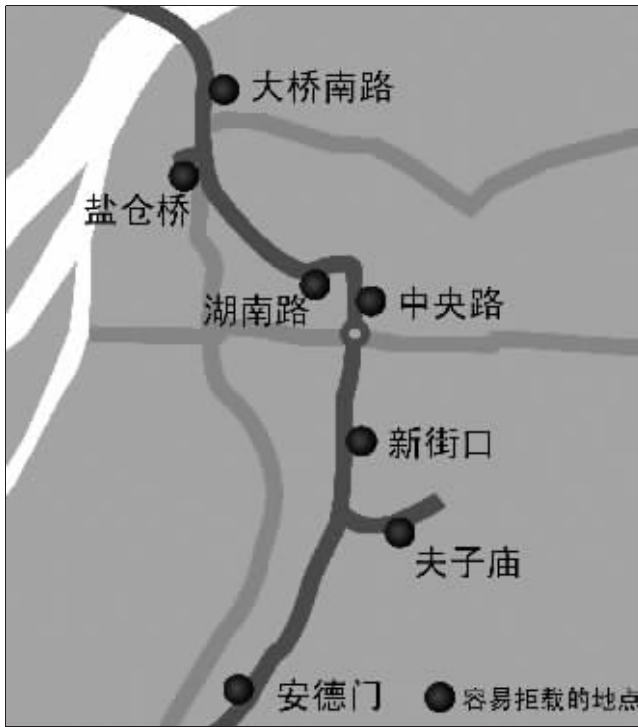 大桥南路
盐仓桥
湖南路
中央路
新街口
夫子庙
安德门
容易拒载的地点